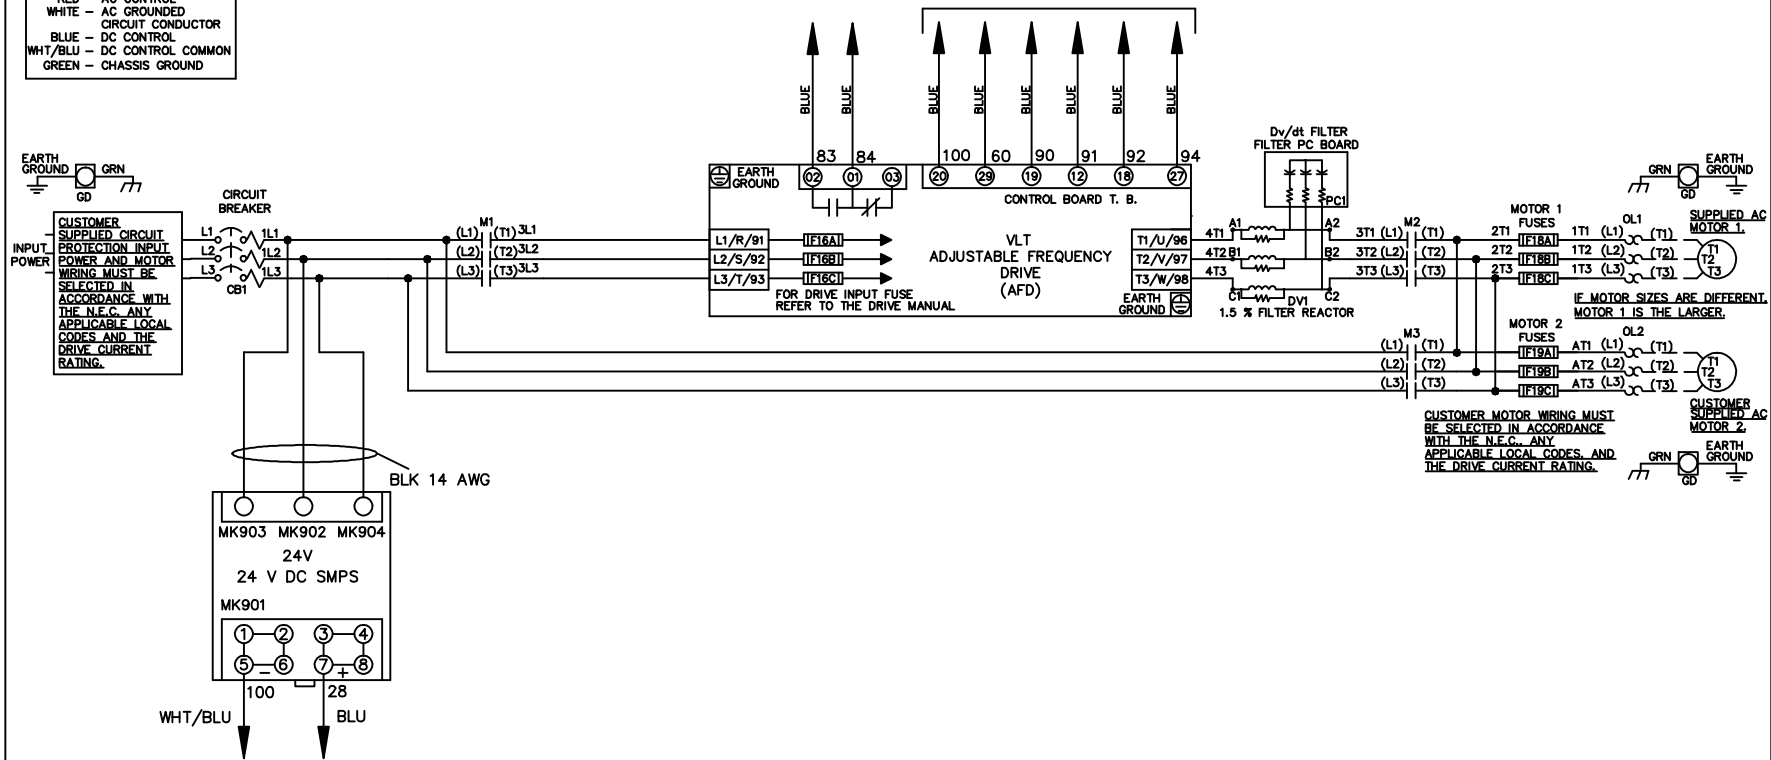 RED – AC CONTROL
WHITE – AC GROUNDED
CIRCUIT CONDUCTOR
BLUE – DC CONTROL
WHT/BLU – DC CONTROL COMMON
GREEN – CHASSIS GROUND
EARTH
GROUND
GRN
GD
CIRCUIT
BREAKER
INPUT
POWER
CUSTOMER
SUPPLIED CIRCUIT
PROTECTION INPUT
POWER AND MOTOR
WIRING MUST BE
SELECTED IN
ACCORDANCE WITH
THE N.E.C. ANY
APPLICABLE LOCAL
CODES AND THE
DRIVE CURRENT
RATING.
L1 1L1
L2 1L2
L3 1L3
CB1
M1
(L1) (T1) 3L1
(L2) (T2) 3L2
(L3) (T3) 3L3
BLUE BLUE BLUE BLUE BLUE BLUE BLUE BLUE
83 84 100 60 90 91 92 94
EARTH
GROUND
02 01 03 20 29 19 12 18 27
CONTROL BOARD T. B.
L1/R/91 F16A
L2/S/92 F16B
L3/T/93 F16C
FOR DRIVE INPUT FUSE
REFER TO THE DRIVE MANUAL
VLT
ADJUSTABLE FREQUENCY
DRIVE
(AFD)
T1/U/96
T2/V/97
T3/W/98
EARTH
GROUND
Dv/dt FILTER
FILTER PC BOARD
PC1
4T1 A1 A2
4T2 B1 B2
4T3
C1 DV1 C2
1.5 % FILTER REACTOR
M2
3T1 (L1) (T1)
3T2 (L2) (T2)
3T3 (L3) (T3)
MOTOR 1
FUSES
2T1 F18A 1T1 (L1) (T1)
2T2 F18B 1T2 (L2) (T2)
2T3 F18C 1T3 (L3) (T3)
OL1
GRN
GD
EARTH
GROUND
SUPPLIED AC
MOTOR 1.
T1
T2
T3
IF MOTOR SIZES ARE DIFFERENT,
MOTOR 1 IS THE LARGER.
M3
(L1) (T1)
(L2) (T2)
(L3) (T3)
MOTOR 2
FUSES
OL2
F19A AT1 (L1) (T1)
F19B AT2 (L2) (T2)
F19C AT3 (L3) (T3)
T1
T2
T3
CUSTOMER
SUPPLIED AC
MOTOR 2.
CUSTOMER MOTOR WIRING MUST
BE SELECTED IN ACCORDANCE
WITH THE N.E.C., ANY
APPLICABLE LOCAL CODES, AND
THE DRIVE CURRENT RATING.
GRN
GD
EARTH
GROUND
BLK 14 AWG
MK903 MK902 MK904
24V
24 V DC SMPS
MK901
1 2 3 4
5 6 7 8
– +
100 28
WHT/BLU BLU